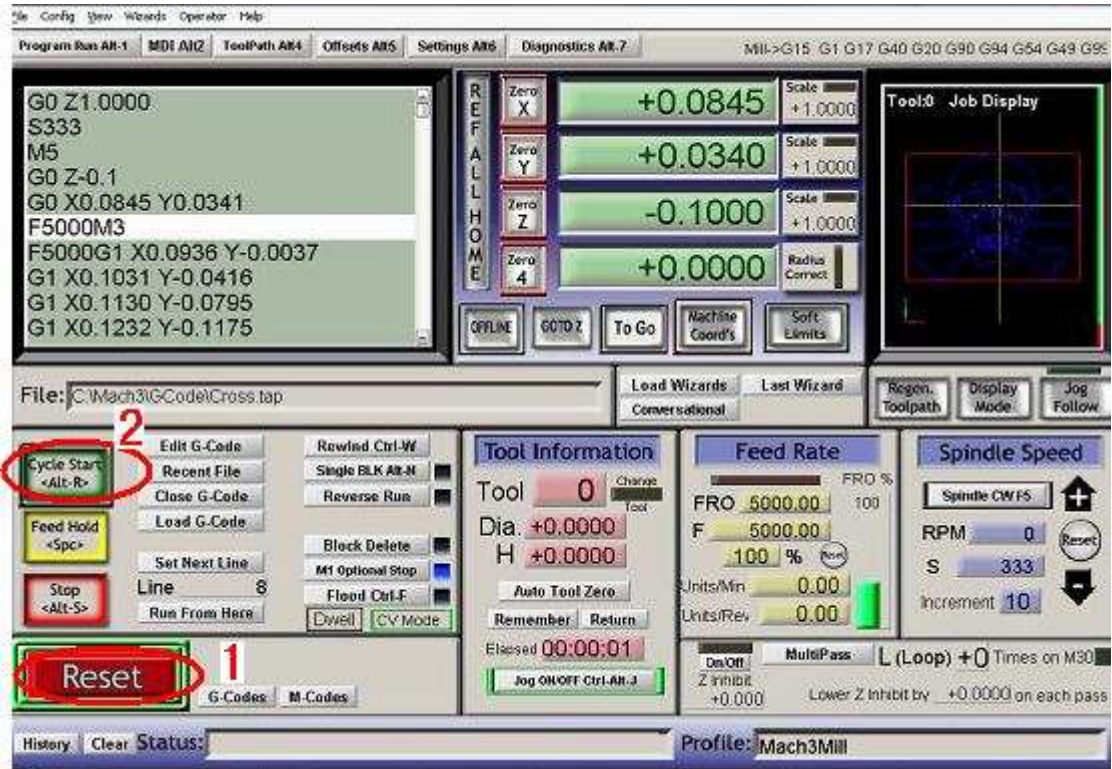 Config View Wizards Operator Help
Program Run Alt-1 MDI Alt2 ToolPath Alt4 Offsets Alt5 Settings Alt6 Diagnostics Alt-7 Mill->G15 G1 G17 G40 G20 G90 G94 G54 G49 G99
G0 Z1.0000
S333
M5
G0 Z-0.1
G0 X0.0845 Y0.0341
F5000M3
F5000G1 X0.0936 Y-0.0037
G1 X0.1031 Y-0.0416
G1 X0.1130 Y-0.0795
G1 X0.1232 Y-0.1175
REF ALL HOME
Zero X +0.0845 Scale +1.0000
Zero Y +0.0340 Scale +1.0000
Zero Z -0.1000 Scale +1.0000
Zero 4 +0.0000 Radius Correct
OFFLINE GOTO Z To Go Machine Coord's Soft Limits
Tool:0 Job Display
File: C:\Mach3\GCode\Cross.tap
Load Wizards Last Wizard
Conversational
Regen. Toolpath Display Mode Jog Follow
2
Cycle Start <Alt-R>
Feed Hold <Spc>
Stop <Alt-S>
Edit G-Code
Recent File
Close G-Code
Load G-Code
Set Next Line
Line 8
Run From Here
Rewind Ctrl-W
Single BLK Alt-N
Reverse Run
Block Delete
M1 Optional Stop
Flood Ctrl-F
Dwell CV Mode
1
Reset
G-Codes M-Codes
Tool Information
Tool 0 Change Tool
Dia. +0.0000
H +0.0000
Auto Tool Zero
Remember Return
Elapsed 00:00:01
Jog ON/OFF Ctrl-Alt-J
Feed Rate
FRO %
FRO 5000.00 100
F 5000.00
100 % Reset
Units/Min 0.00
Units/Rev 0.00
Spindle Speed
Spindle CW F5
RPM 0 Reset
S 333
Increment 10
On/Off MultiPass L (Loop) +0 Times on M30
Z Inhibit
+0.000 Lower Z Inhibit by +0.0000 on each pass
History Clear Status: Profile: Mach3Mill